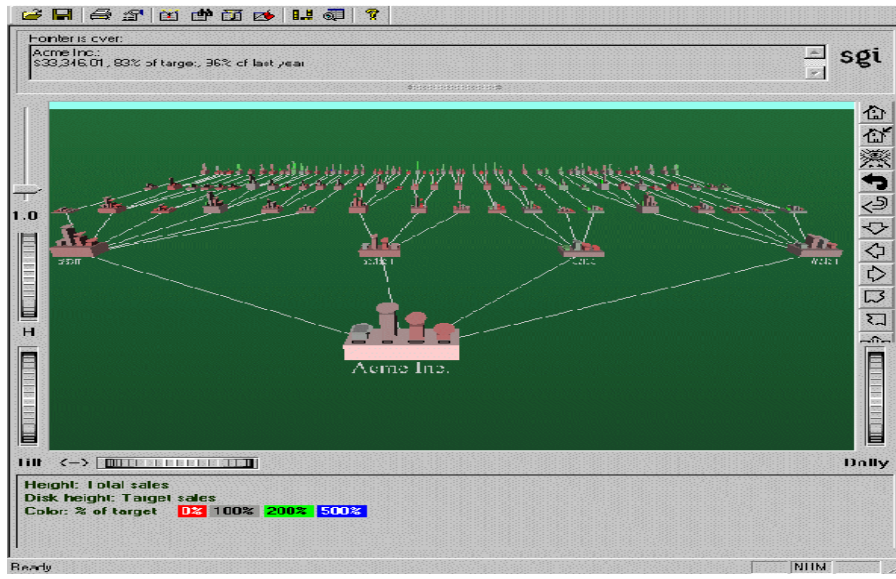 Pointer is over:
Acme Inc.:
$33,346.01, 83% of target, 96% of last year
sgi
1.0
H
Acme Inc.
Tilt <-> Dolly
Height: Total sales
Disk height: Target sales
Color: % of target 0% 100% 200% 500%
Ready NUM